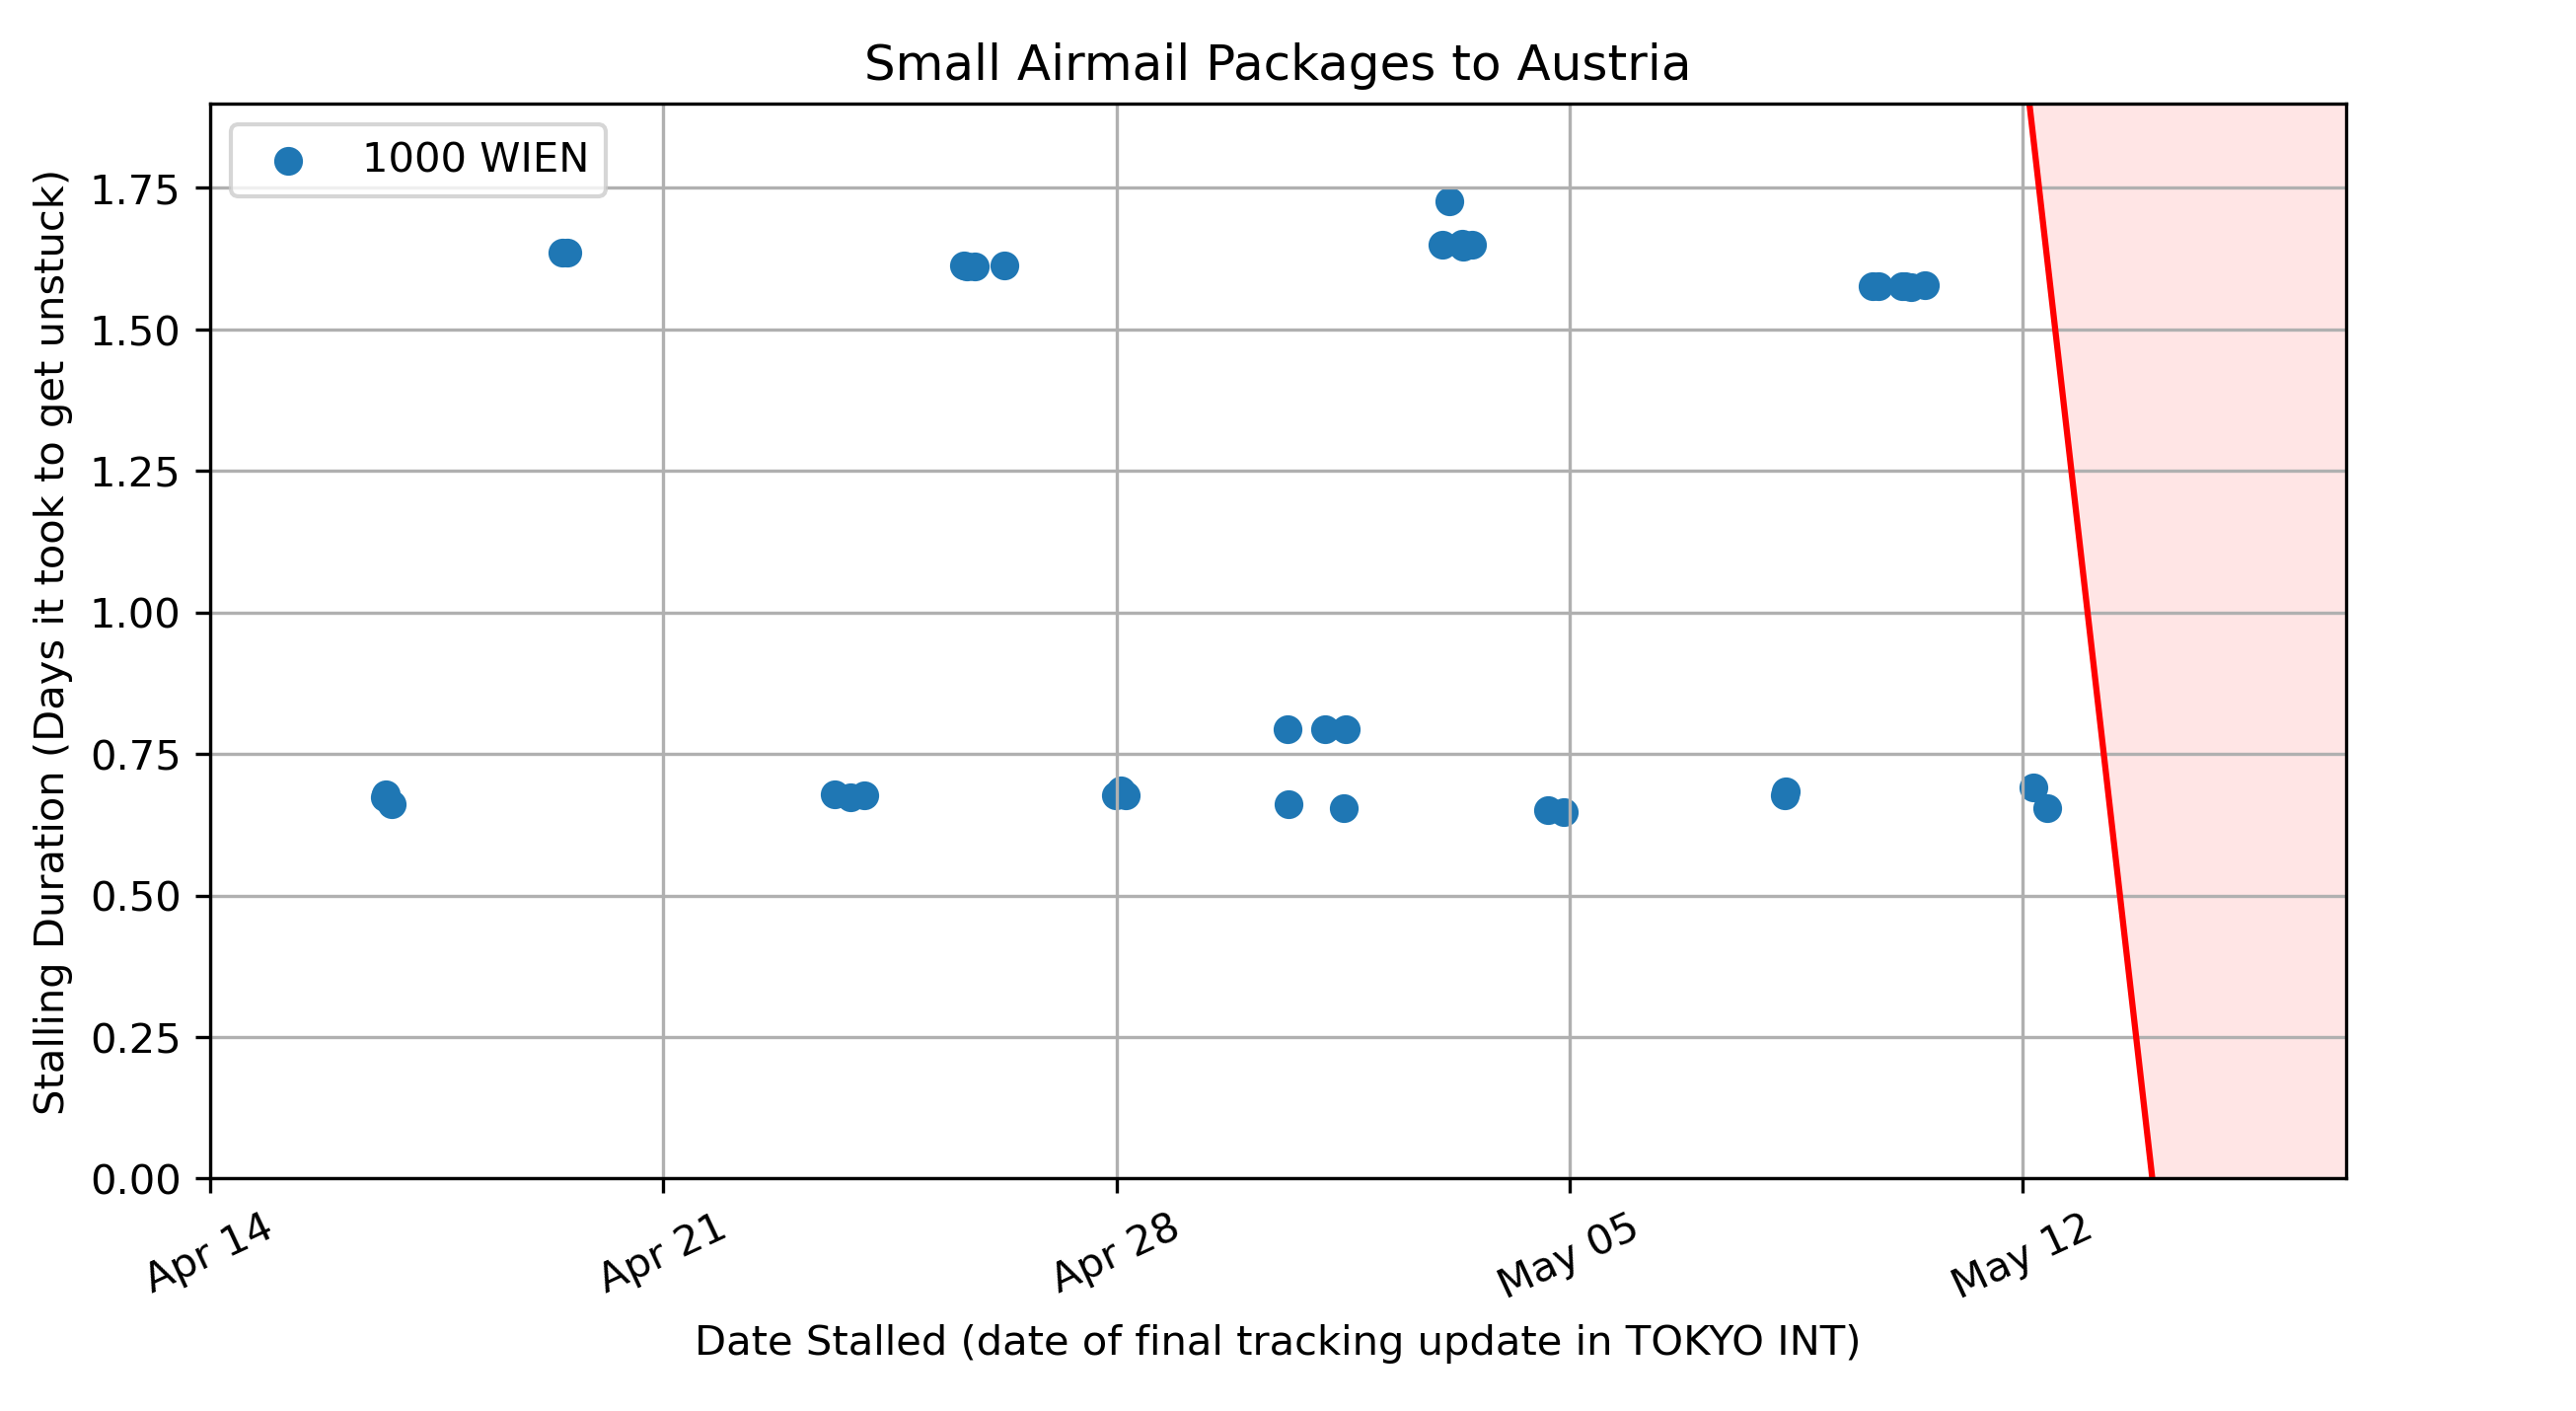 Small Airmail Packages to Austria
1000 WIEN
Stalling Duration (Days it took to get unstuck)
1.75
1.50
1.25
1.00
0.75
0.50
0.25
0.00
Apr 14
Apr 21
Apr 28
May 05
May 12
Date Stalled (date of final tracking update in TOKYO INT)